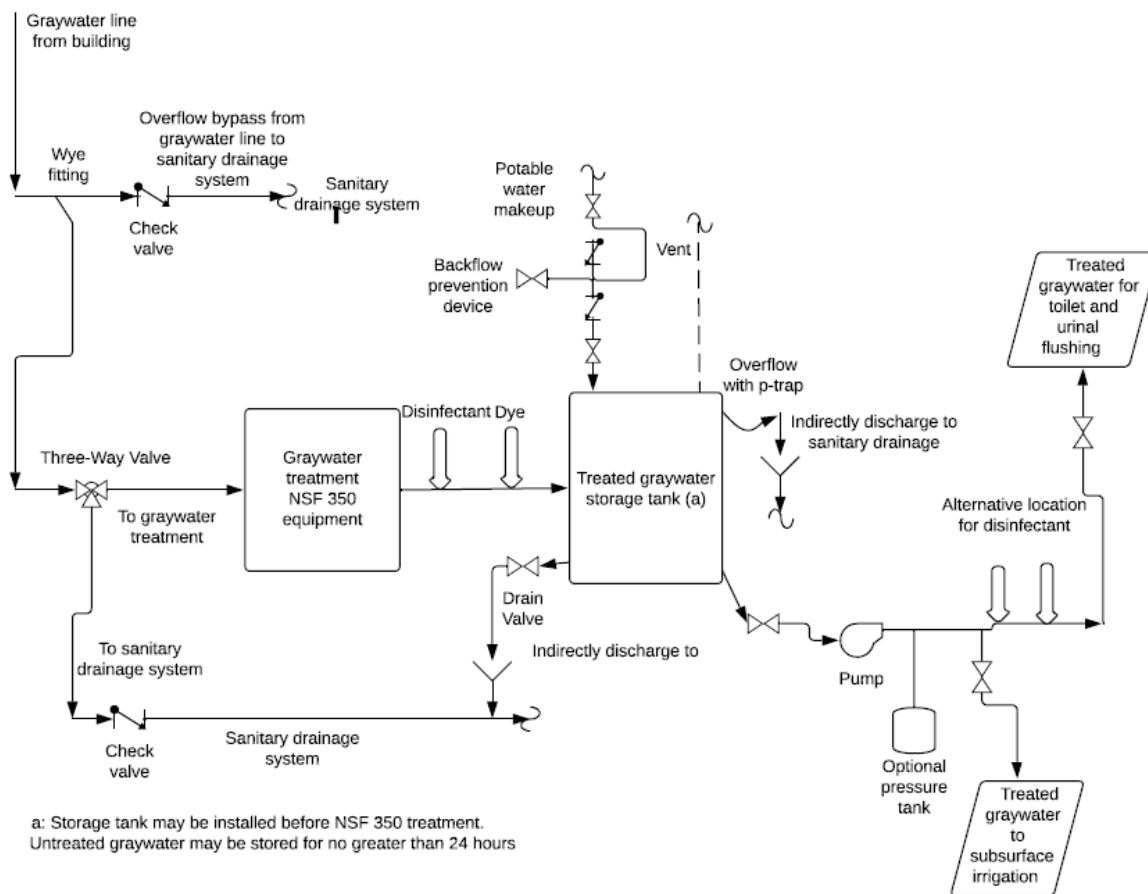 Graywater line
from building
Overflow bypass from
graywater line to
sanitary drainage
system
Wye
fitting
Check
valve
Sanitary
drainage system
Potable
water
makeup
Vent
Backflow
prevention
device
Treated
graywater for
toilet and
urinal
flushing
Overflow
with p-trap
Indirectly discharge to
sanitary drainage
Three-Way Valve
To graywater
treatment
Graywater
treatment
NSF 350
equipment
Disinfectant Dye
Treated graywater
storage tank (a)
Alternative location
for disinfectant
Drain
Valve
Indirectly discharge to
To sanitary
drainage system
Check
valve
Sanitary drainage
system
Pump
Optional
pressure
tank
Treated
graywater
to
subsurface
irrigation
a: Storage tank may be installed before NSF 350 treatment.
Untreated graywater may be stored for no greater than 24 hours